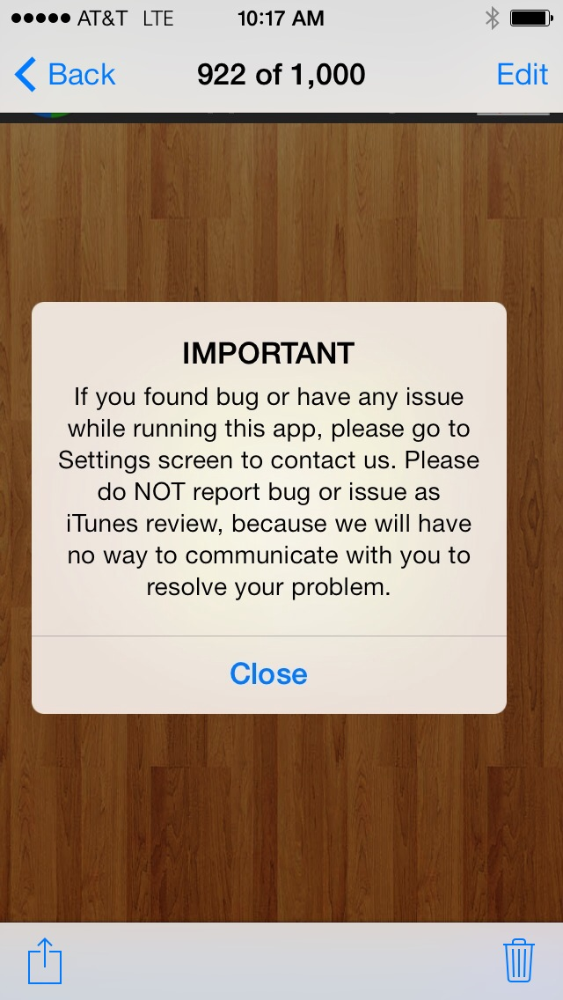 AT&T LTE 10:17 AM
Back 922 of 1,000 Edit
IMPORTANT
If you found bug or have any issue
while running this app, please go to
Settings screen to contact us. Please
do NOT report bug or issue as
iTunes review, because we will have
no way to communicate with you to
resolve your problem.
Close